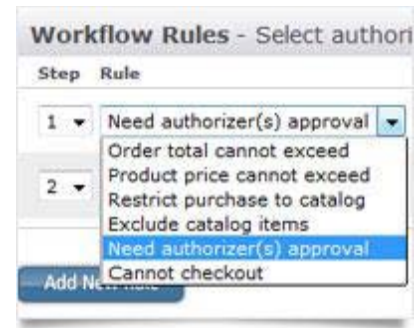 Workflow Rules - Select authori
Step Rule
1 Need authorizer(s) approval
Order total cannot exceed
Product price cannot exceed
2 Restrict purchase to catalog
Exclude catalog items
Need authorizer(s) approval
Cannot checkout
Add New Rule